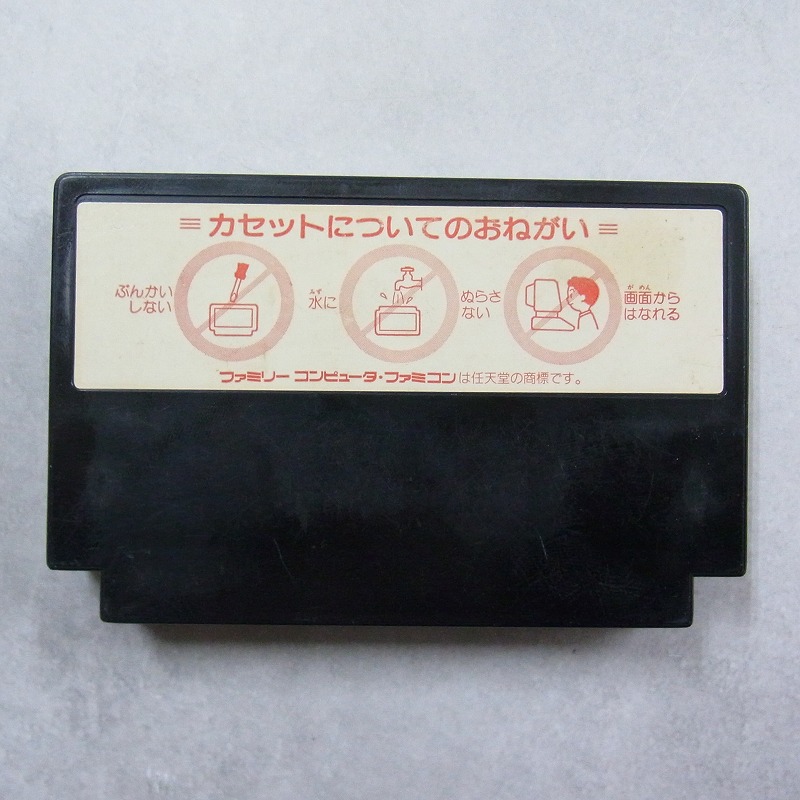 カセットについてのおねがい
ぶんかい
しない
みず
水に
ぬらさ
ない
が めん
画面から
はなれる
ファミリー コンピュータ・ファミコンは任天堂の商標です。